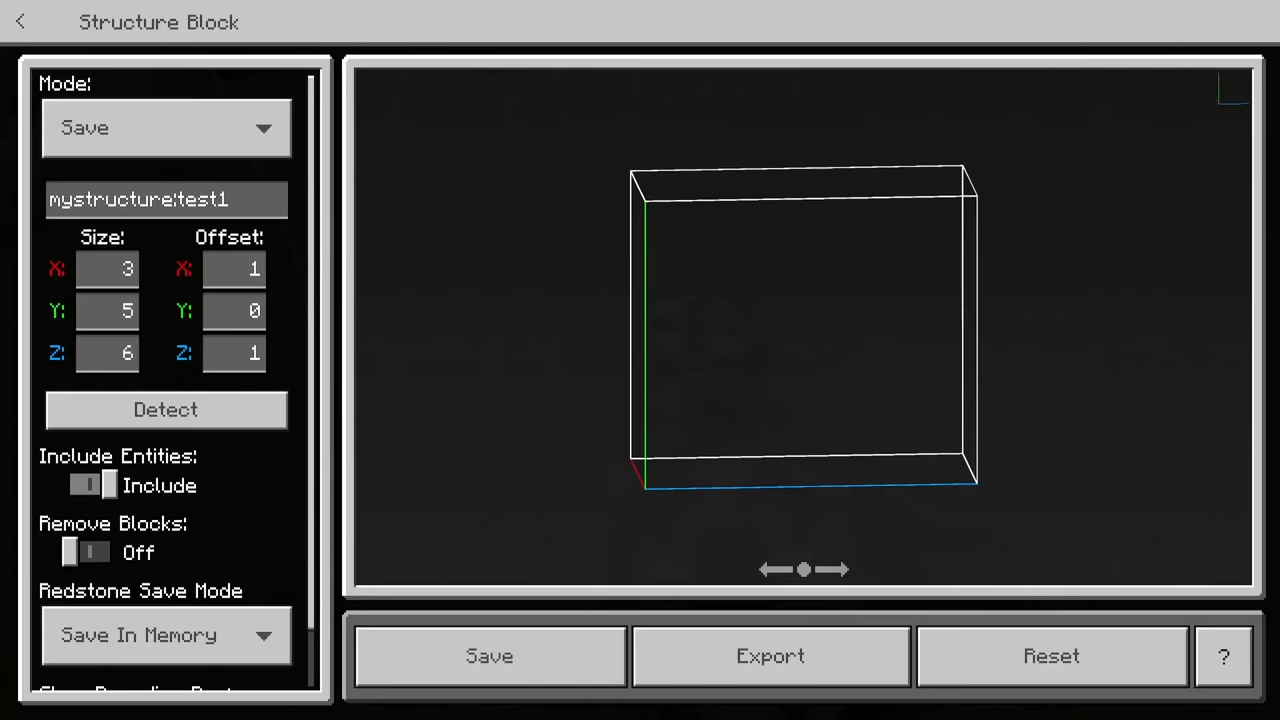 Structure Block
Mode:
Save
mystructure:test1
Size: Offset:
X: 3 X: 1
Y: 5 Y: 0
Z: 6 Z: 1
Detect
Include Entities:
Include
Remove Blocks:
Off
Redstone Save Mode
Save In Memory
Save Export Reset ?